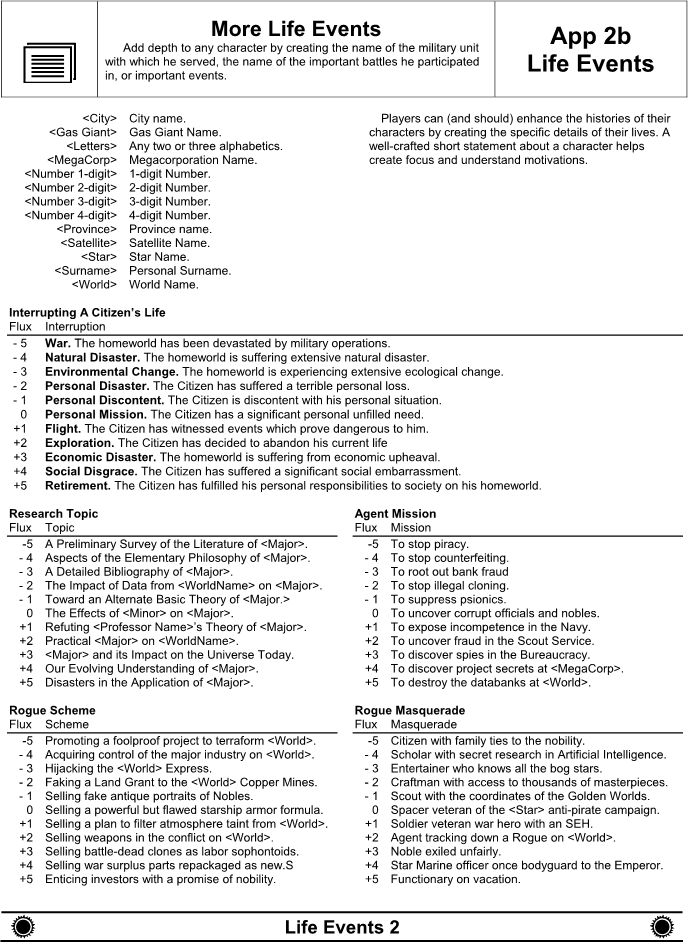 More Life Events
Add depth to any character by creating the name of the military unit
with which he served, the name of the important battles he participated
in, or important events.
App 2b
Life Events
<City> City name.
<Gas Giant> Gas Giant Name.
<Letters> Any two or three alphabetics.
<MegaCorp> Megacorporation Name.
<Number 1-digit> 1-digit Number.
<Number 2-digit> 2-digit Number.
<Number 3-digit> 3-digit Number.
<Number 4-digit> 4-digit Number.
<Province> Province name.
<Satellite> Satellite Name.
<Star> Star Name.
<Surname> Personal Surname.
<World> World Name.
Players can (and should) enhance the histories of their
characters by creating the specific details of their lives. A
well-crafted short statement about a character helps
create focus and understand motivations.
Interrupting A Citizen's Life
Flux Interruption
- 5 War. The homeworld has been devastated by military operations.
- 4 Natural Disaster. The homeworld is suffering extensive natural disaster.
- 3 Environmental Change. The homeworld is experiencing extensive ecological change.
- 2 Personal Disaster. The Citizen has suffered a terrible personal loss.
- 1 Personal Discontent. The Citizen is discontent with his personal situation.
0 Personal Mission. The Citizen has a significant personal unfilled need.
+1 Flight. The Citizen has witnessed events which prove dangerous to him.
+2 Exploration. The Citizen has decided to abandon his current life
+3 Economic Disaster. The homeworld is suffering from economic upheaval.
+4 Social Disgrace. The Citizen has suffered a significant social embarrassment.
+5 Retirement. The Citizen has fulfilled his personal responsibilities to society on his homeworld.
Research Topic
Flux Topic
-5 A Preliminary Survey of the Literature of <Major>.
- 4 Aspects of the Elementary Philosophy of <Major>.
- 3 A Detailed Bibliography of <Major>.
- 2 The Impact of Data from <WorldName> on <Major>.
- 1 Toward an Alternate Basic Theory of <Major.>
0 The Effects of <Minor> on <Major>.
+1 Refuting <Professor Name>'s Theory of <Major>.
+2 Practical <Major> on <WorldName>.
+3 <Major> and its Impact on the Universe Today.
+4 Our Evolving Understanding of <Major>.
+5 Disasters in the Application of <Major>.
Agent Mission
Flux Mission
-5 To stop piracy.
- 4 To stop counterfeiting.
- 3 To root out bank fraud
- 2 To stop illegal cloning.
- 1 To suppress psionics.
0 To uncover corrupt officials and nobles.
+1 To expose incompetence in the Navy.
+2 To uncover fraud in the Scout Service.
+3 To discover spies in the Bureaucracy.
+4 To discover project secrets at <MegaCorp>.
+5 To destroy the databanks at <World>.
Rogue Scheme
Flux Scheme
-5 Promoting a foolproof project to terraform <World>.
- 4 Acquiring control of the major industry on <World>.
- 3 Hijacking the <World> Express.
- 2 Faking a Land Grant to the <World> Copper Mines.
- 1 Selling fake antique portraits of Nobles.
0 Selling a powerful but flawed starship armor formula.
+1 Selling a plan to filter atmosphere taint from <World>.
+2 Selling weapons in the conflict on <World>.
+3 Selling battle-dead clones as labor sophontoids.
+4 Selling war surplus parts repackaged as new.S
+5 Enticing investors with a promise of nobility.
Rogue Masquerade
Flux Masquerade
-5 Citizen with family ties to the nobility.
- 4 Scholar with secret research in Artificial Intelligence.
- 3 Entertainer who knows all the bog stars.
- 2 Craftman with access to thousands of masterpieces.
- 1 Scout with the coordinates of the Golden Worlds.
0 Spacer veteran of the <Star> anti-pirate campaign.
+1 Soldier veteran war hero with an SEH.
+2 Agent tracking down a Rogue on <World>.
+3 Noble exiled unfairly.
+4 Star Marine officer once bodyguard to the Emperor.
+5 Functionary on vacation.
Life Events 2